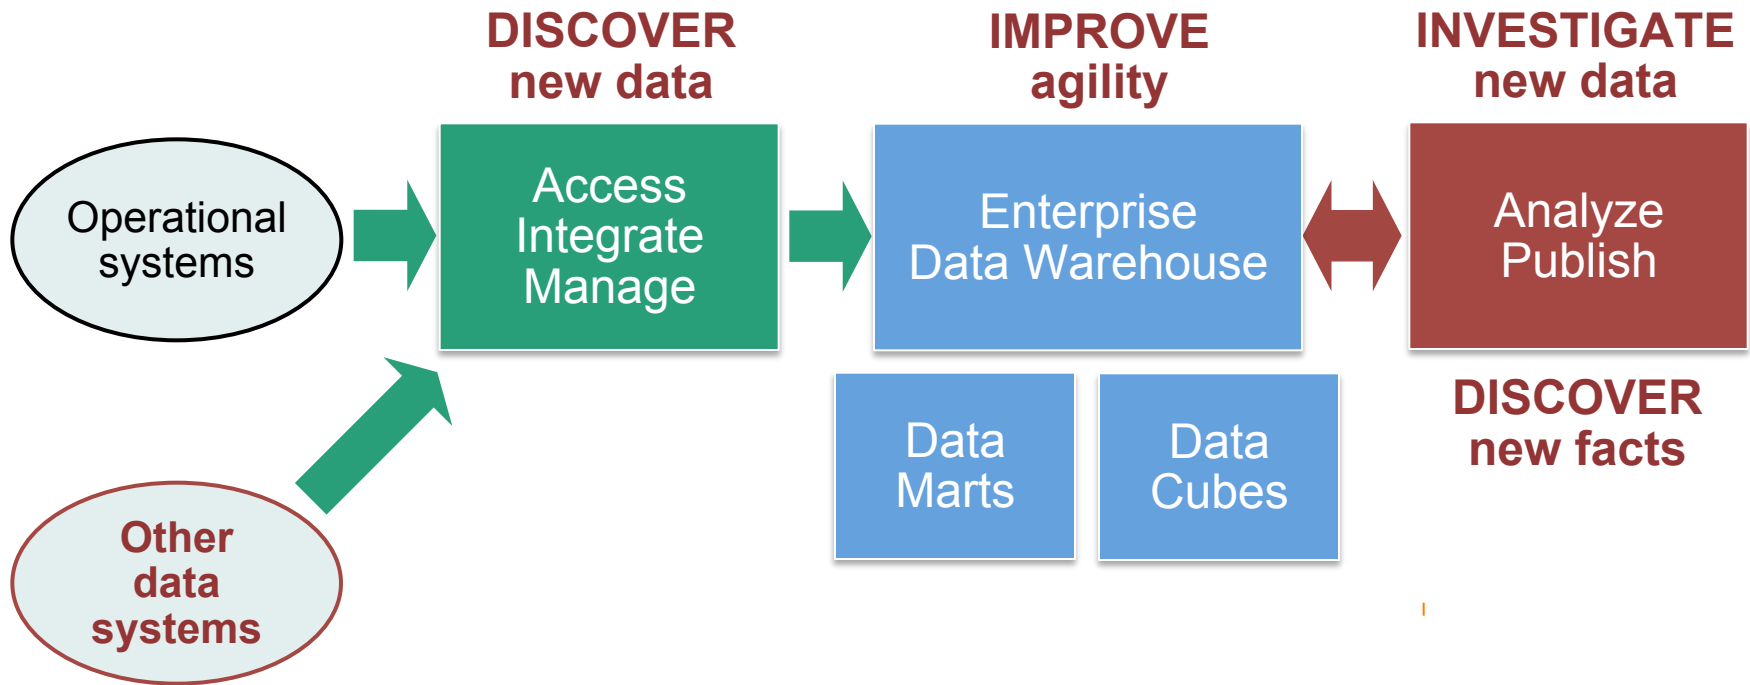 DISCOVER
new data
IMPROVE
agility
INVESTIGATE
new data
Operational
systems
Access
Integrate
Manage
Enterprise
Data Warehouse
Analyze
Publish
Data
Marts
Data
Cubes
DISCOVER
new facts
Other
data
systems